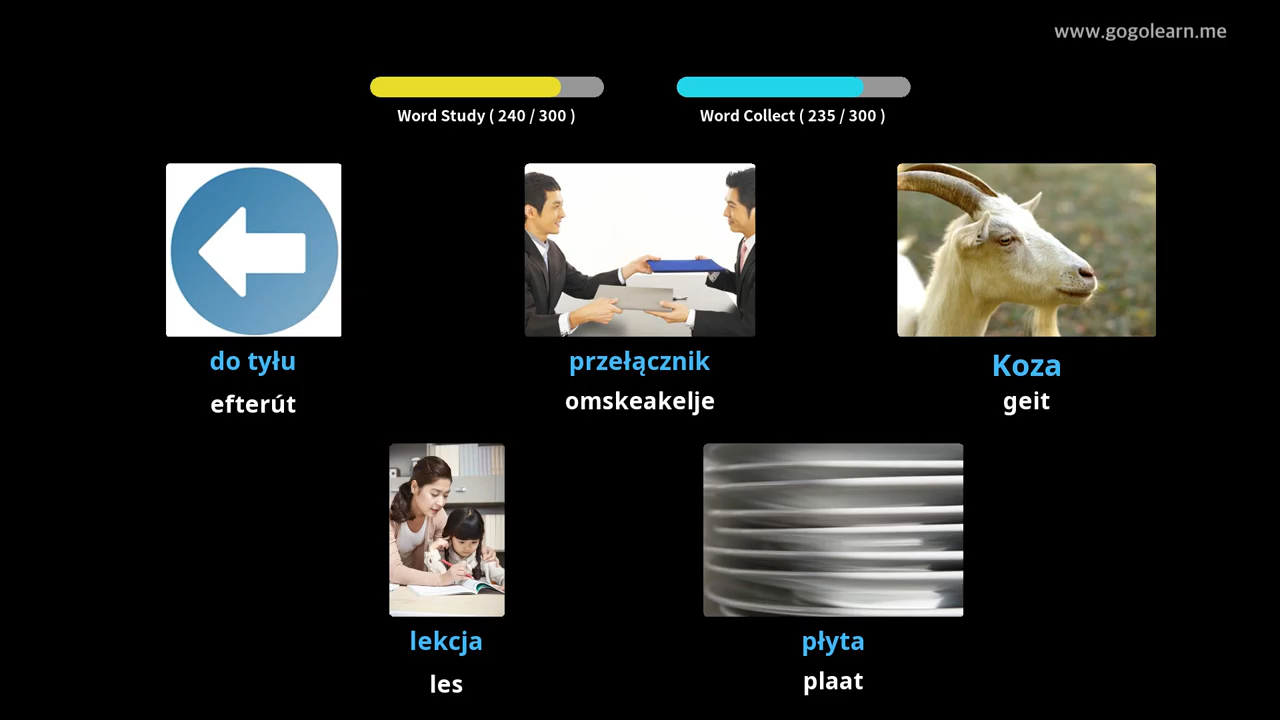 www.gogolearn.me
Word Study ( 240 / 300 )
Word Collect ( 235 / 300 )
do tyłu
efterút
przełącznik
omskeakelje
Koza
geit
lekcja
les
płyta
plaat